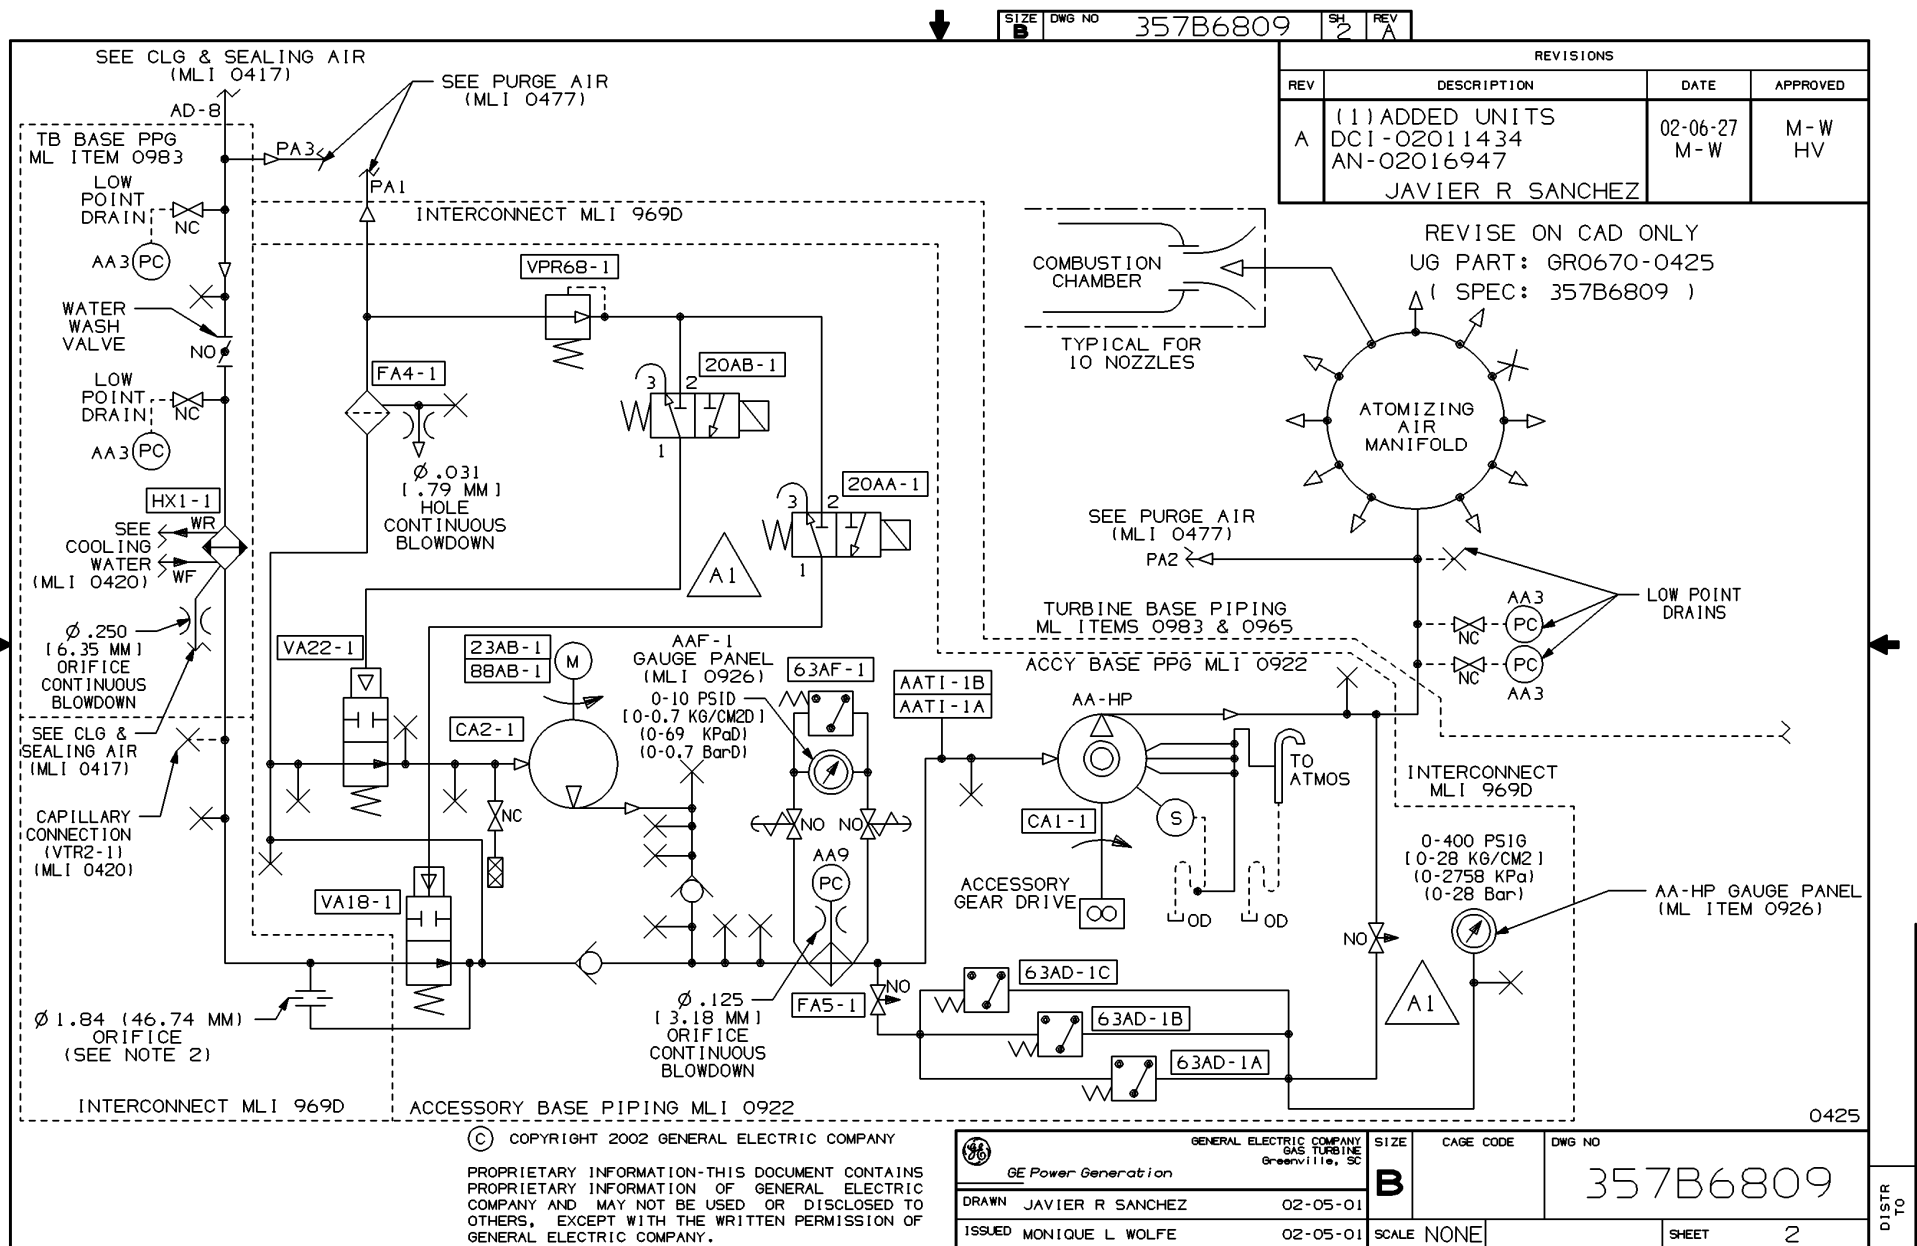 SIZE B DWG NO 357B6809 SH 2 REV A
REVISIONS
REV DESCRIPTION DATE APPROVED
A (1)ADDED UNITS
DCI-02011434
AN-02016947
JAVIER R SANCHEZ
02-06-27
M-W
M-W
HV
REVISE ON CAD ONLY
UG PART: GR0670-0425
( SPEC: 357B6809 )
SEE CLG & SEALING AIR
(MLI 0417)
AD-8
SEE PURGE AIR
(MLI 0477)
TB BASE PPG
ML ITEM 0983
PA3
PA1
LOW
POINT
DRAIN
NC
AA3 PC
INTERCONNECT MLI 969D
WATER
WASH
VALVE
NO
LOW
POINT
DRAIN
NC
AA3 PC
VPR68-1
FA4-1
20AB-1
3 2
1
Ø.031
[.79 MM]
HOLE
CONTINUOUS
BLOWDOWN
20AA-1
3 2
1
A1
COMBUSTION
CHAMBER
TYPICAL FOR
10 NOZZLES
ATOMIZING
AIR
MANIFOLD
HX1-1
WR
SEE
COOLING
WATER
(MLI 0420)
WF
Ø.250
[6.35 MM]
ORIFICE
CONTINUOUS
BLOWDOWN
SEE CLG &
SEALING AIR
(MLI 0417)
CAPILLARY
CONNECTION
(VTR2-1)
(MLI 0420)
SEE PURGE AIR
(MLI 0477)
PA2
LOW POINT
DRAINS
AA3
PC
NC
PC
NC
AA3
TURBINE BASE PIPING
ML ITEMS 0983 & 0965
ACCY BASE PPG MLI 0922
VA22-1
23AB-1
88AB-1
M
CA2-1
NC
AAF-1
GAUGE PANEL
(MLI 0926)
0-10 PSID
[0-0.7 KG/CM2D]
(0-69 KPaD)
(0-0.7 BarD)
63AF-1
NO NO
AA9
PC
AATI-1B
AATI-1A
AA-HP
TO
ATMOS
CA1-1
S
ACCESSORY
GEAR DRIVE
OD OD
INTERCONNECT
MLI 969D
0-400 PSIG
[0-28 KG/CM2]
(0-2758 KPa)
(0-28 Bar)
AA-HP GAUGE PANEL
(ML ITEM 0926)
NO
A1
VA18-1
Ø1.84 (46.74 MM)
ORIFICE
(SEE NOTE 2)
Ø.125
[3.18 MM]
ORIFICE
CONTINUOUS
BLOWDOWN
FA5-1
NO
63AD-1C
63AD-1B
63AD-1A
INTERCONNECT MLI 969D
ACCESSORY BASE PIPING MLI 0922
0425
C COPYRIGHT 2002 GENERAL ELECTRIC COMPANY
PROPRIETARY INFORMATION-THIS DOCUMENT CONTAINS
PROPRIETARY INFORMATION OF GENERAL ELECTRIC
COMPANY AND MAY NOT BE USED OR DISCLOSED TO
OTHERS, EXCEPT WITH THE WRITTEN PERMISSION OF
GENERAL ELECTRIC COMPANY.
GE
GE Power Generation
GENERAL ELECTRIC COMPANY
GAS TURBINE
Greenville, SC
DRAWN JAVIER R SANCHEZ 02-05-01
ISSUED MONIQUE L WOLFE 02-05-01
SIZE B
CAGE CODE
DWG NO 357B6809
SCALE NONE
SHEET 2
DISTR
TO